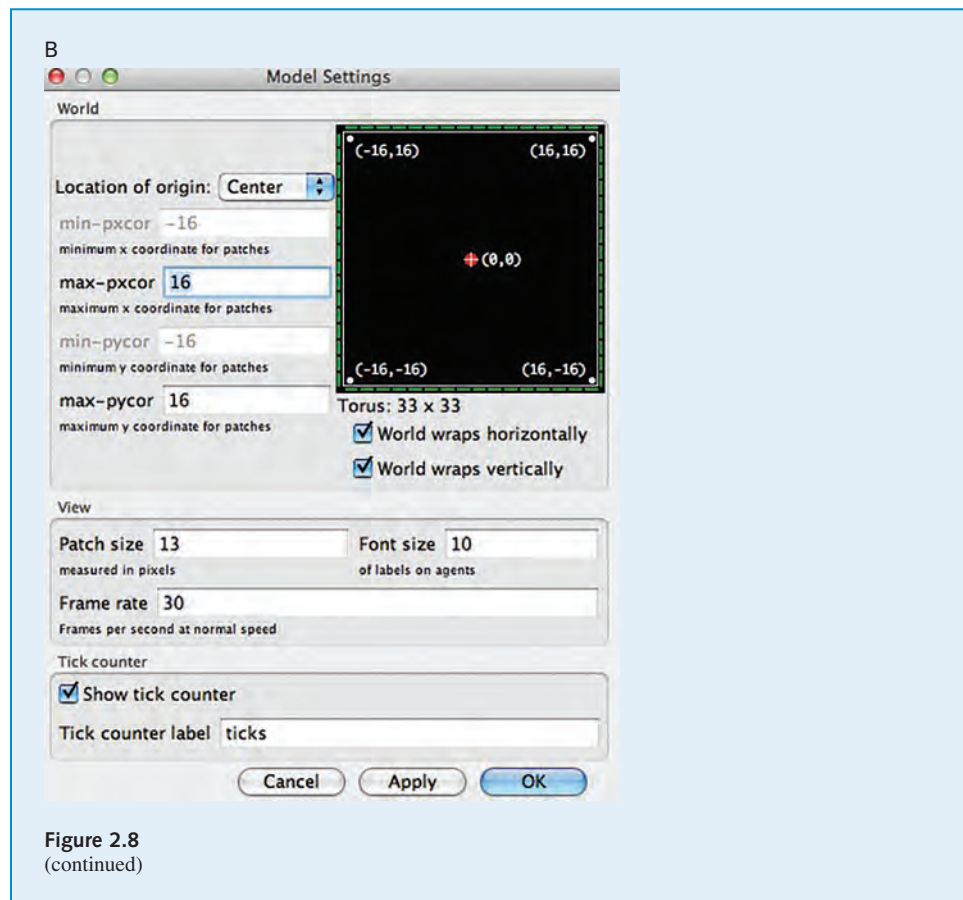 B
Model Settings
World
(-16,16) (16,16)
Location of origin: Center
min-pxcor -16
minimum x coordinate for patches
(0,0)
max-pxcor 16
maximum x coordinate for patches
min-pycor -16
minimum y coordinate for patches
(-16,-16) (16,-16)
max-pycor 16
maximum y coordinate for patches
Torus: 33 x 33
World wraps horizontally
World wraps vertically
View
Patch size 13 Font size 10
measured in pixels of labels on agents
Frame rate 30
Frames per second at normal speed
Tick counter
Show tick counter
Tick counter label ticks
Cancel Apply OK
Figure 2.8
(continued)